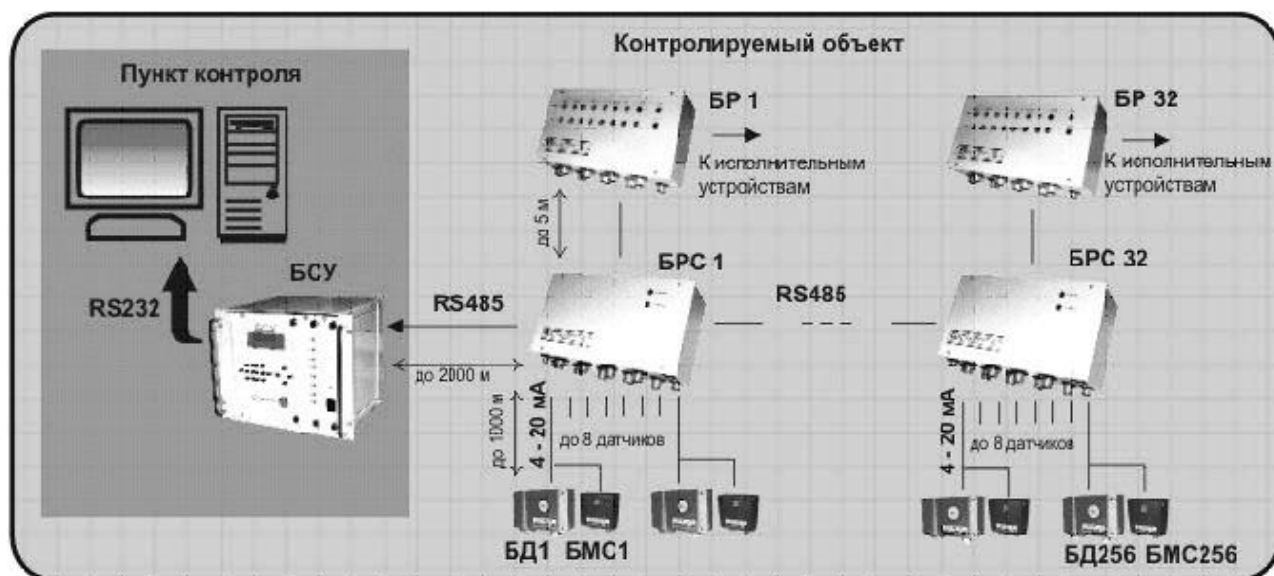 Контролируемый объект
Пункт контроля
БР 1
К исполнительным
устройствам
БР 32
К исполнительным
устройствам
до 5 м
БСУ
RS232
RS485
БРС 1
RS485
БРС 32
до 2000 м
до 1000 м
4 - 20 мА
до 8 датчиков
4 - 20 мА
до 8 датчиков
БД1 БМС1
БД256 БМС256